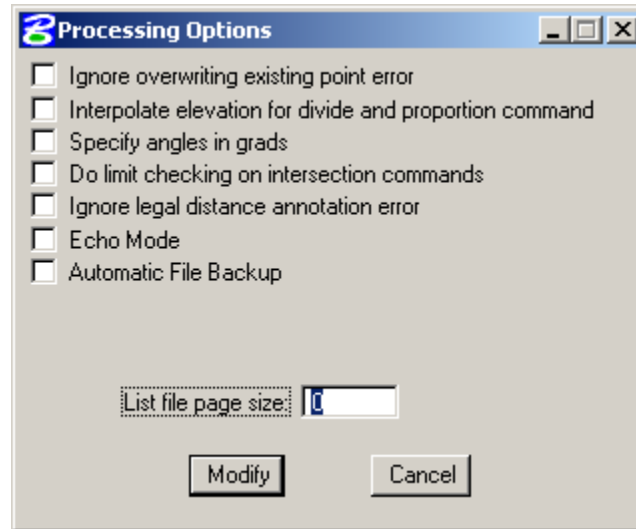 Processing Options
Ignore overwriting existing point error
Interpolate elevation for divide and proportion command
Specify angles in grads
Do limit checking on intersection commands
Ignore legal distance annotation error
Echo Mode
Automatic File Backup
List file page size: 0
Modify Cancel